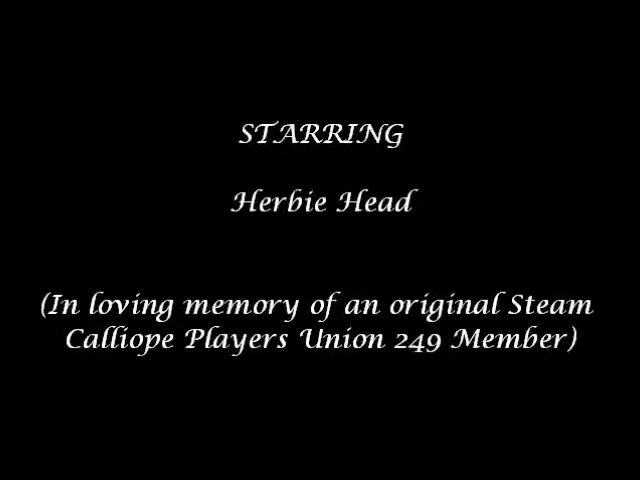 STARRING
Herbie Head
(In loving memory of an original Steam
Calliope Players Union 249 Member)